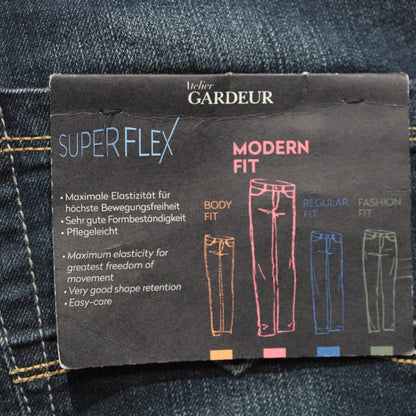 Atelier
GARDEUR
SUPERFLEX
• Maximale Elastizität für
höchste Bewegungsfreiheit
• Sehr gute Formbeständigkeit
• Pflegeleicht
• Maximum elasticity for
greatest freedom of
movement
• Very good shape retention
• Easy-care
BODY
FIT
MODERN
FIT
REGULAR
FIT
FASHION
FIT